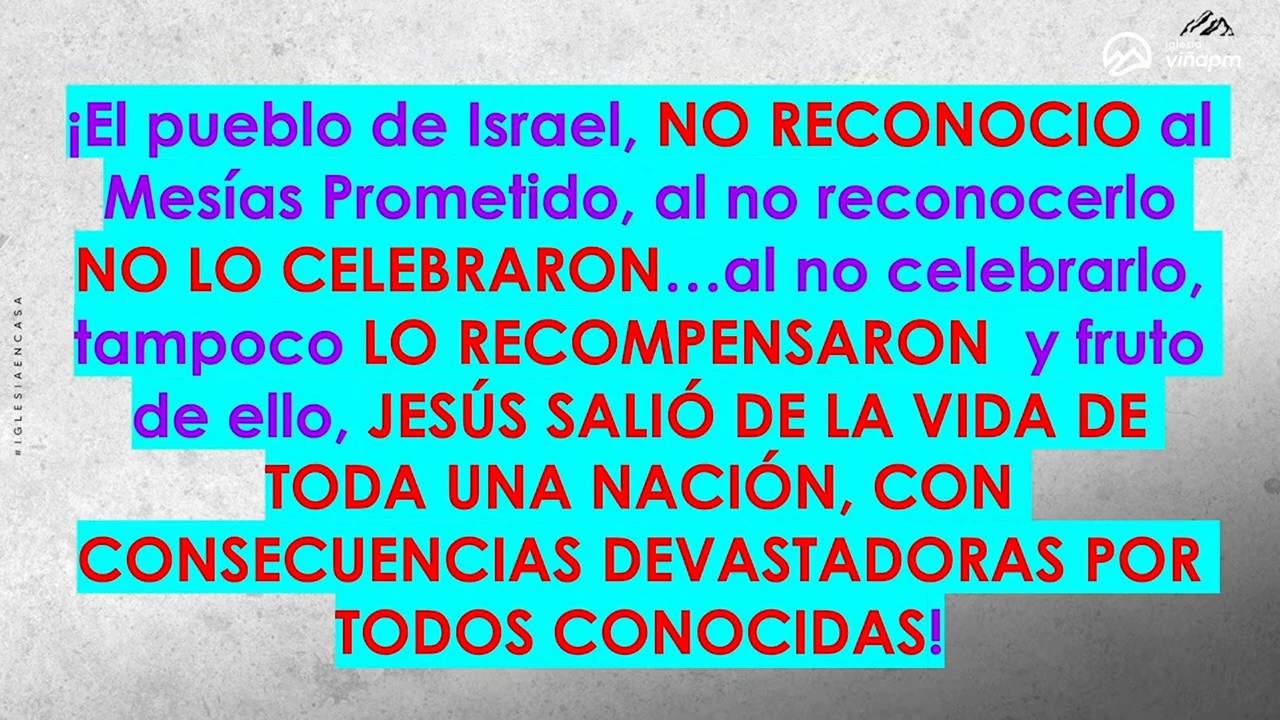 iglesia
viñapm
¡El pueblo de Israel, NO RECONOCIO al
Mesías Prometido, al no reconocerlo
NO LO CELEBRARON...al no celebrarlo,
tampoco LO RECOMPENSARON y fruto
de ello, JESÚS SALIÓ DE LA VIDA DE
TODA UNA NACIÓN, CON
CONSECUENCIAS DEVASTADORAS POR
TODOS CONOCIDAS!
#IGLESIAENCASA